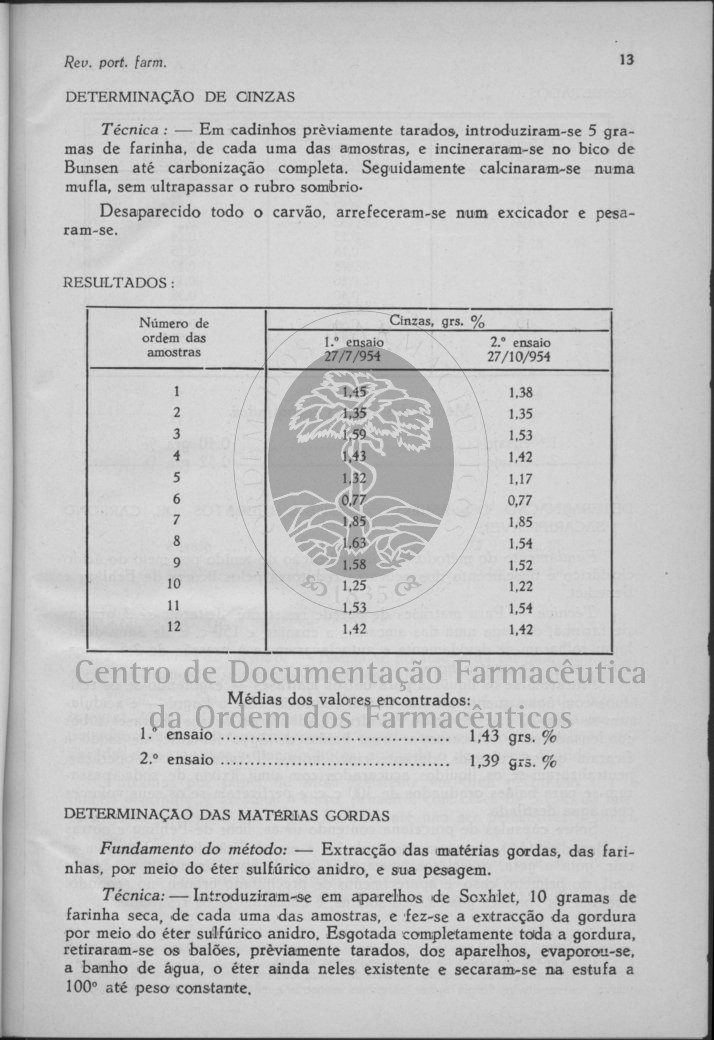 Rev. port. farm. 13
DETERMINAÇÃO DE CINZAS
Técnica : — Em cadinhos prèviamente tarados, introduziram-se 5 gra-
mas de farinha, de cada uma das amostras, e incineraram-se no bico de
Bunsen até carbonização completa. Seguidamente calcinaram-se numa
mufla, sem ultrapassar o rubro sombrio.
Desaparecido todo o carvão, arrefeceram-se num excicador e pesa-
ram-se.
RESULTADOS :
Número de ordem das amostras | Cinzas, grs. %
1.º ensaio 27/7/954 | 2.º ensaio 27/10/954
1 1,45 1,38
2 1,35 1,35
3 1,59 1,53
4 1,43 1,42
5 1,32 1,17
6 0,77 0,77
7 1,85 1,85
8 1,63 1,54
9 1,58 1,52
10 1,25 1,22
11 1,53 1,54
12 1,42 1,42
1835
Centro de Documentação Farmacêutica
da Ordem dos Farmacêuticos
Médias dos valores encontrados:
1.º ensaio .................................... 1,43 grs. %
2.º ensaio .................................... 1,39 grs. %
DETERMINAÇÃO DAS MATÉRIAS GORDAS
Fundamento do método: — Extracção das matérias gordas, das fari-
nhas, por meio do éter sulfúrico anidro, e sua pesagem.
Técnica: — Introduziram-se em aparelhos de Soxhlet, 10 gramas de
farinha seca, de cada uma das amostras, e fez-se a extracção da gordura
por meio do éter sulfúrico anidro. Esgotada completamente toda a gordura,
retiraram-se os balões, prèviamente tarados, dos aparelhos, evaporou-se,
a banho de água, o éter ainda neles existente e secaram-se na estufa a
100º até peso constante.